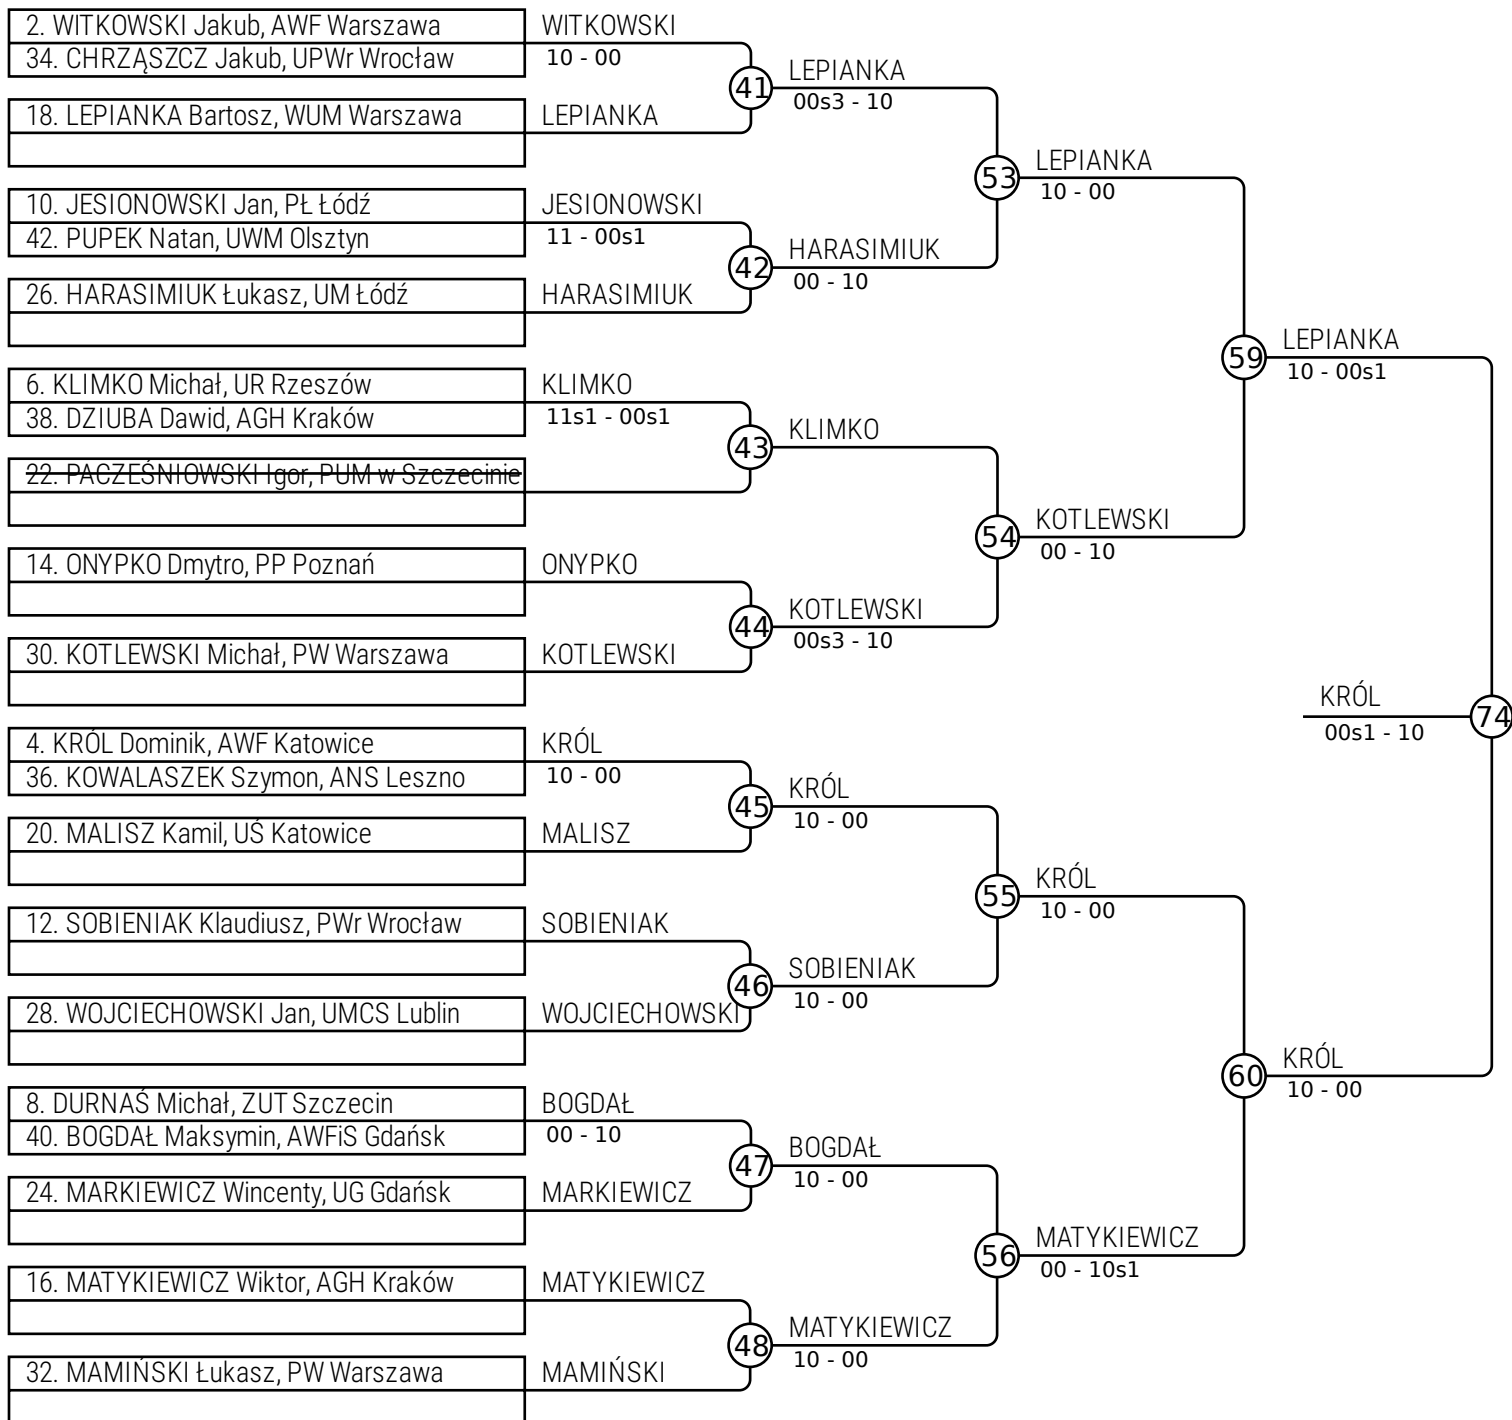 2. WITKOWSKI Jakub, AWF Warszawa
34. CHRZĄSZCZ Jakub, UPWr Wrocław
18. LEPIANKA Bartosz, WUM Warszawa
10. JESIONOWSKI Jan, PŁ Łódź
42. PUPEK Natan, UWM Olsztyn
26. HARASIMIUK Łukasz, UM Łódź
6. KLIMKO Michał, UR Rzeszów
38. DZIUBA Dawid, AGH Kraków
22. PACZEŚNIOWSKI Igor, PUM w Szczecinie
14. ONYPKO Dmytro, PP Poznań
30. KOTLEWSKI Michał, PW Warszawa
4. KRÓL Dominik, AWF Katowice
36. KOWALASZEK Szymon, ANS Leszno
20. MALISZ Kamil, UŚ Katowice
12. SOBIENIAK Klaudiusz, PWr Wrocław
28. WOJCIECHOWSKI Jan, UMCS Lublin
8. DURNAŚ Michał, ZUT Szczecin
40. BOGDAŁ Maksymin, AWFiS Gdańsk
24. MARKIEWICZ Wincenty, UG Gdańsk
16. MATYKIEWICZ Wiktor, AGH Kraków
32. MAMIŃSKI Łukasz, PW Warszawa
WITKOWSKI
10 - 00
LEPIANKA
JESIONOWSKI
11 - 00s1
HARASIMIUK
KLIMKO
11s1 - 00s1
ONYPKO
KOTLEWSKI
KRÓL
10 - 00
MALISZ
SOBIENIAK
WOJCIECHOWSKI
BOGDAŁ
00 - 10
MARKIEWICZ
MATYKIEWICZ
MAMIŃSKI
41
42
43
44
45
46
47
48
LEPIANKA
00s3 - 10
HARASIMIUK
00 - 10
KLIMKO
KOTLEWSKI
00s3 - 10
KRÓL
10 - 00
SOBIENIAK
10 - 00
BOGDAŁ
10 - 00
MATYKIEWICZ
10 - 00
53
54
55
56
LEPIANKA
10 - 00
KOTLEWSKI
00 - 10
KRÓL
10 - 00
MATYKIEWICZ
00 - 10s1
59
60
LEPIANKA
10 - 00s1
KRÓL
10 - 00
KRÓL
00s1 - 10
74